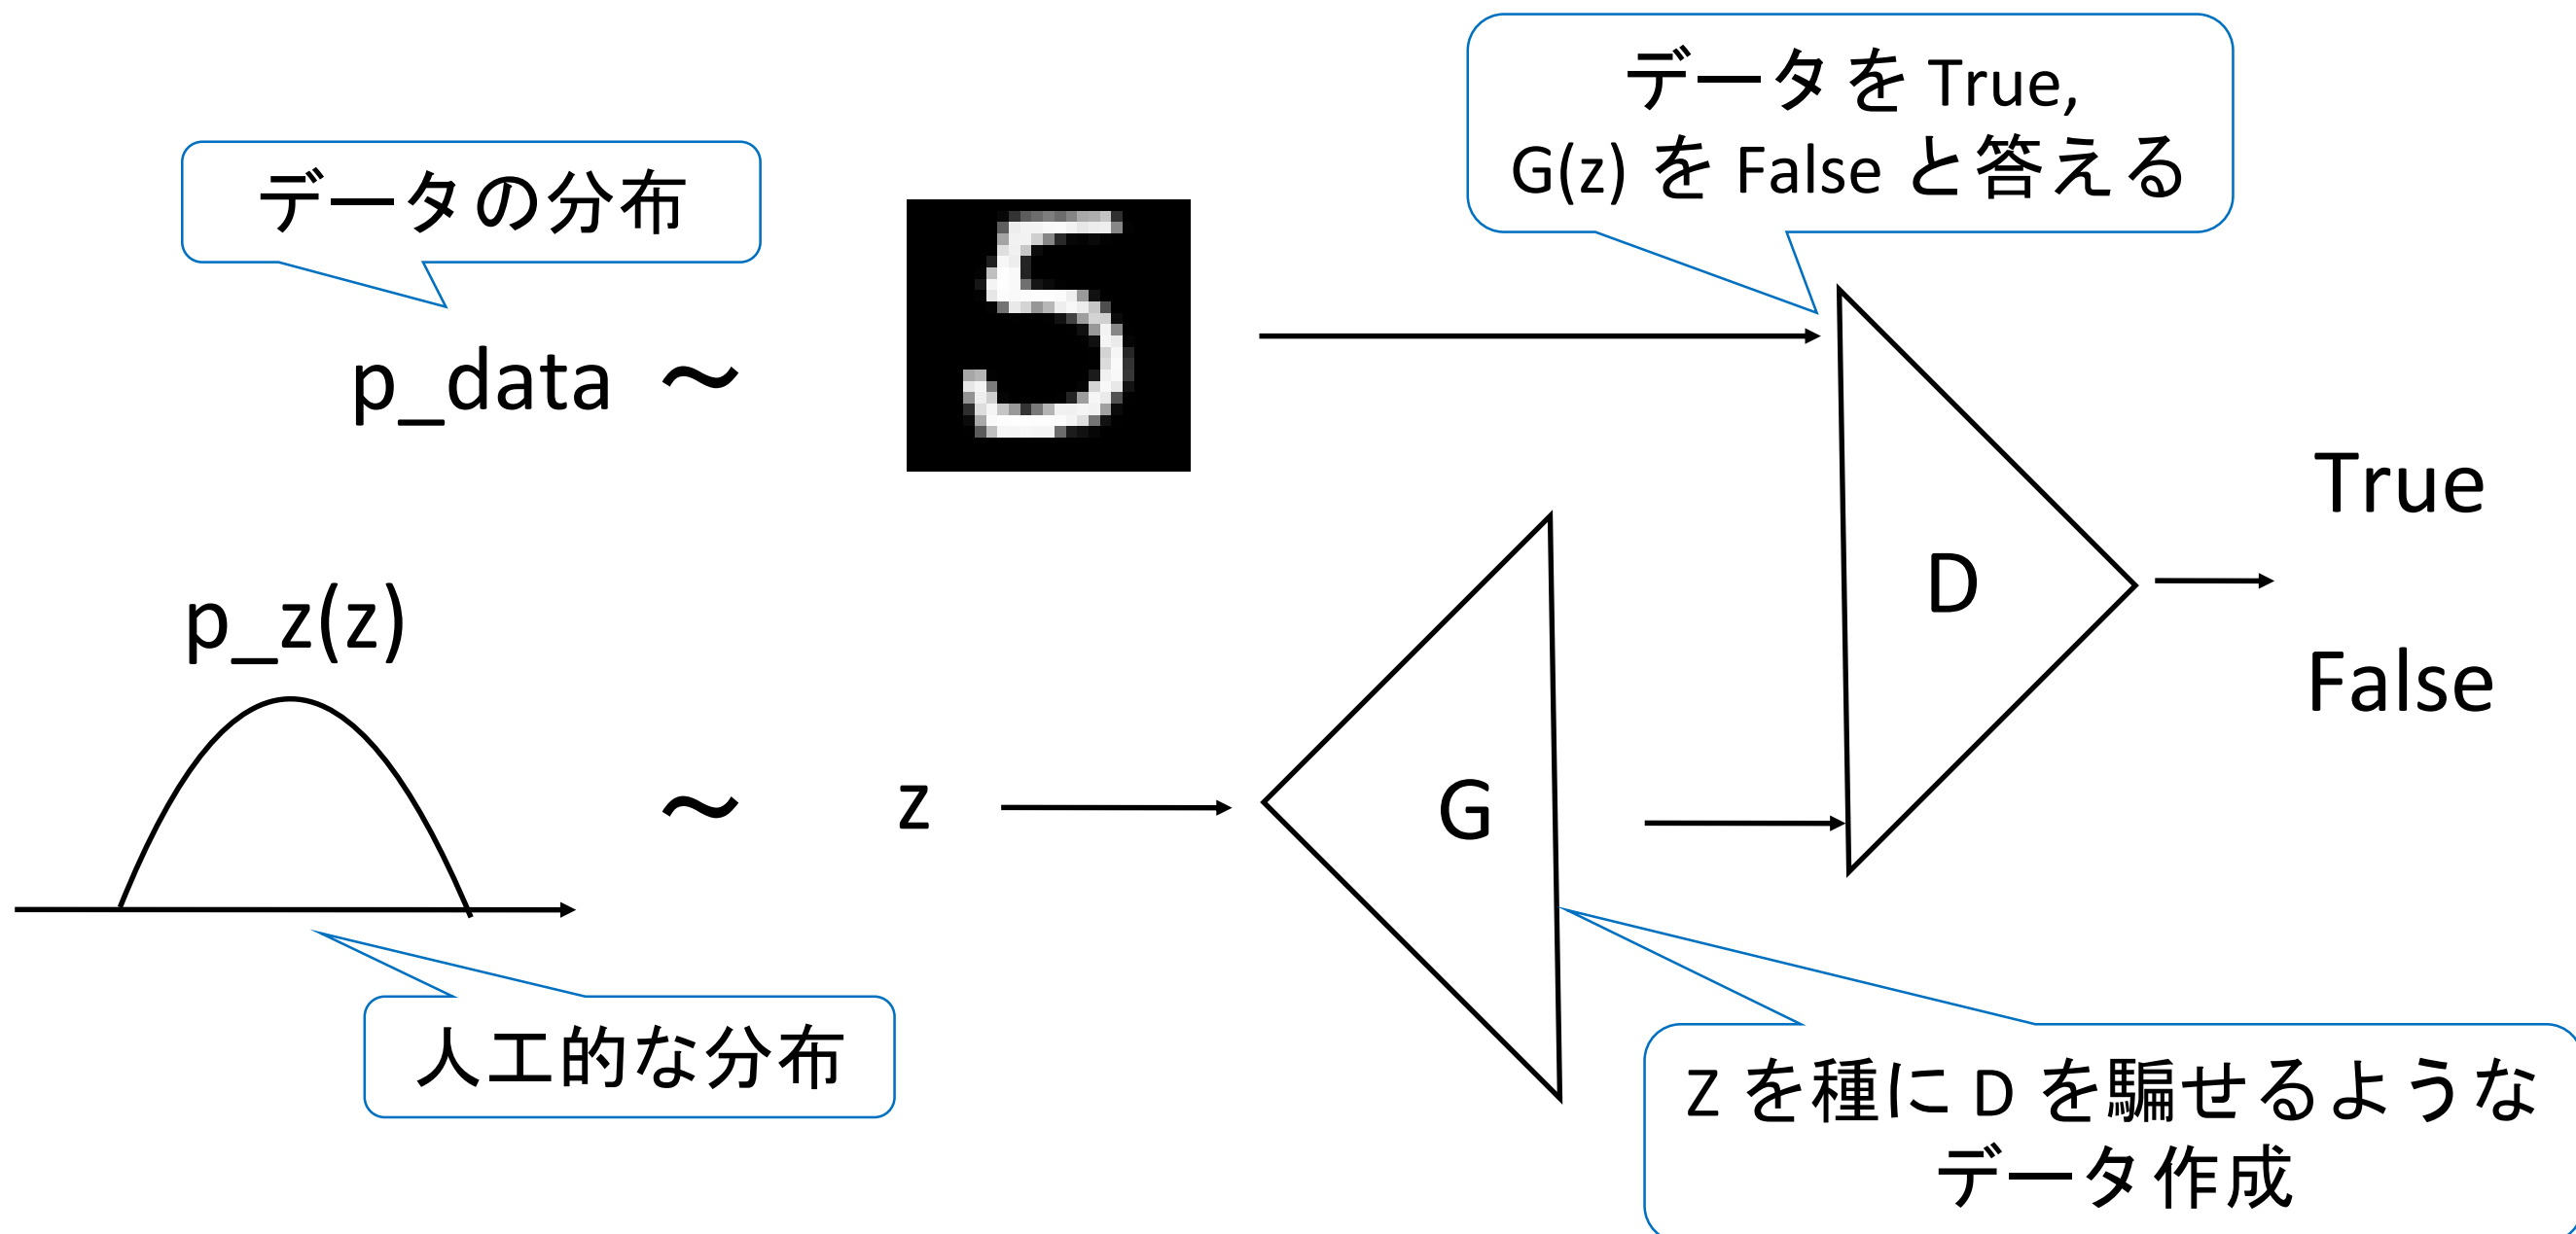 データを True,
G(z) を False と答える
データの分布
p_data ～
5
True
D
False
p_z(z)
～
z
G
人工的な分布
Z を種に D を騙せるような
データ作成